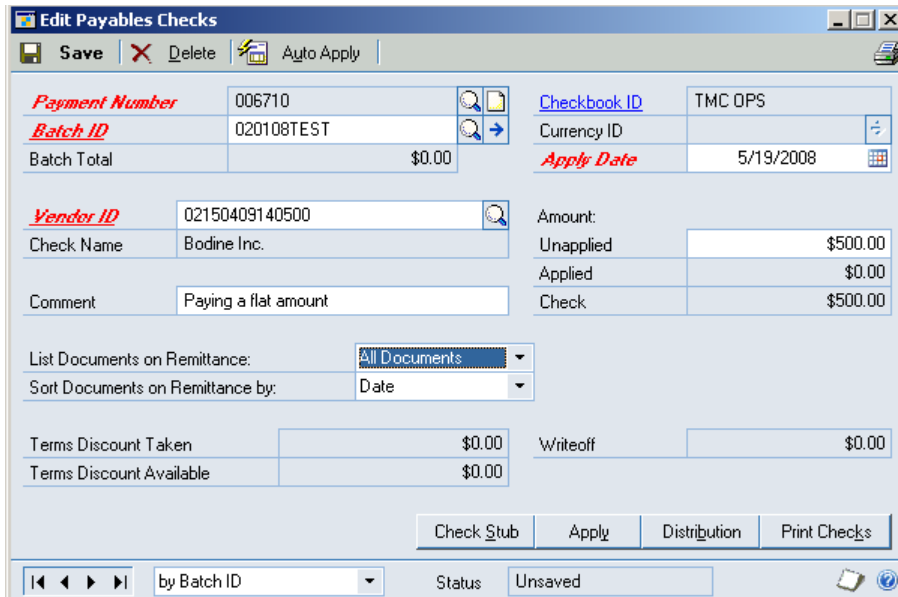 Edit Payables Checks
Save Delete Auto Apply
Payment Number 006710 Checkbook ID TMC OPS
Batch ID 020108TEST Currency ID
Batch Total $0.00 Apply Date 5/19/2008
Vendor ID 02150409140500 Amount:
Check Name Bodine Inc. Unapplied $500.00
Applied $0.00
Comment Paying a flat amount Check $500.00
List Documents on Remittance: All Documents
Sort Documents on Remittance by: Date
Terms Discount Taken $0.00 Writeoff $0.00
Terms Discount Available $0.00
Check Stub Apply Distribution Print Checks
by Batch ID Status Unsaved